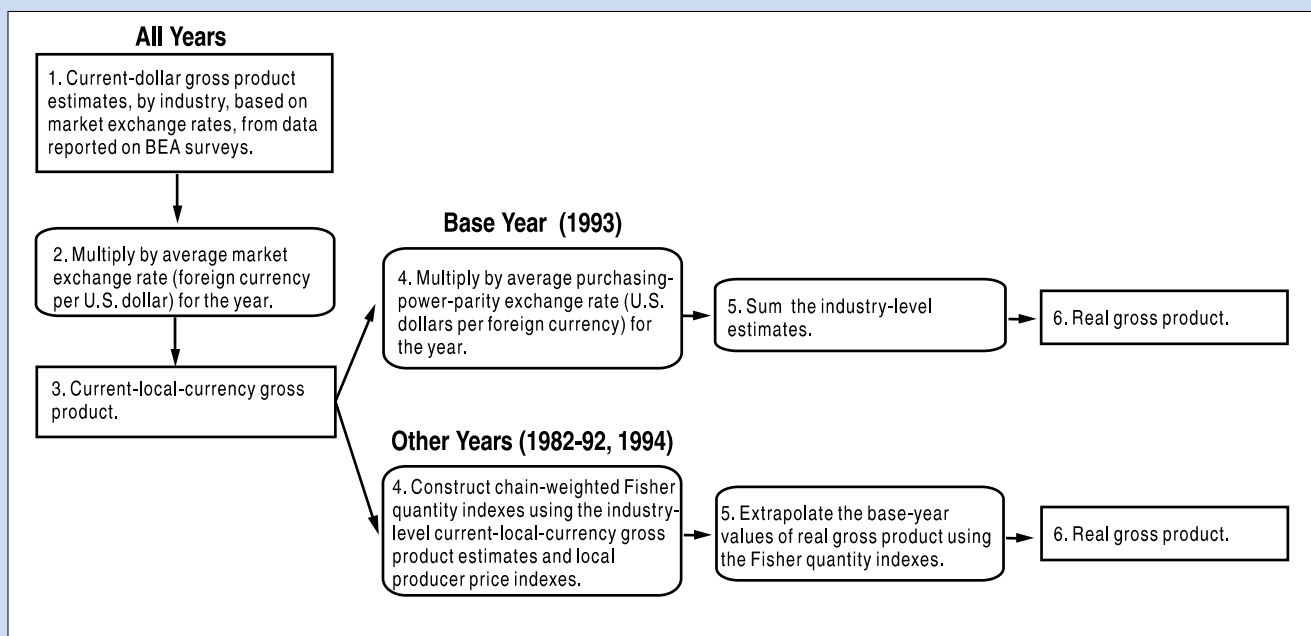 All Years
1. Current-dollar gross product
estimates, by industry, based on
market exchange rates, from data
reported on BEA surveys.
2. Multiply by average market
exchange rate (foreign currency
per U.S. dollar) for the year.
3. Current-local-currency gross
product.
Base Year (1993)
4. Multiply by average purchasing-
power-parity exchange rate (U.S.
dollars per foreign currency) for
the year.
5. Sum the industry-level
estimates.
6. Real gross product.
Other Years (1982-92, 1994)
4. Construct chain-weighted Fisher
quantity indexes using the industry-
level current-local-currency gross
product estimates and local
producer price indexes.
5. Extrapolate the base-year
values of real gross product using
the Fisher quantity indexes.
6. Real gross product.